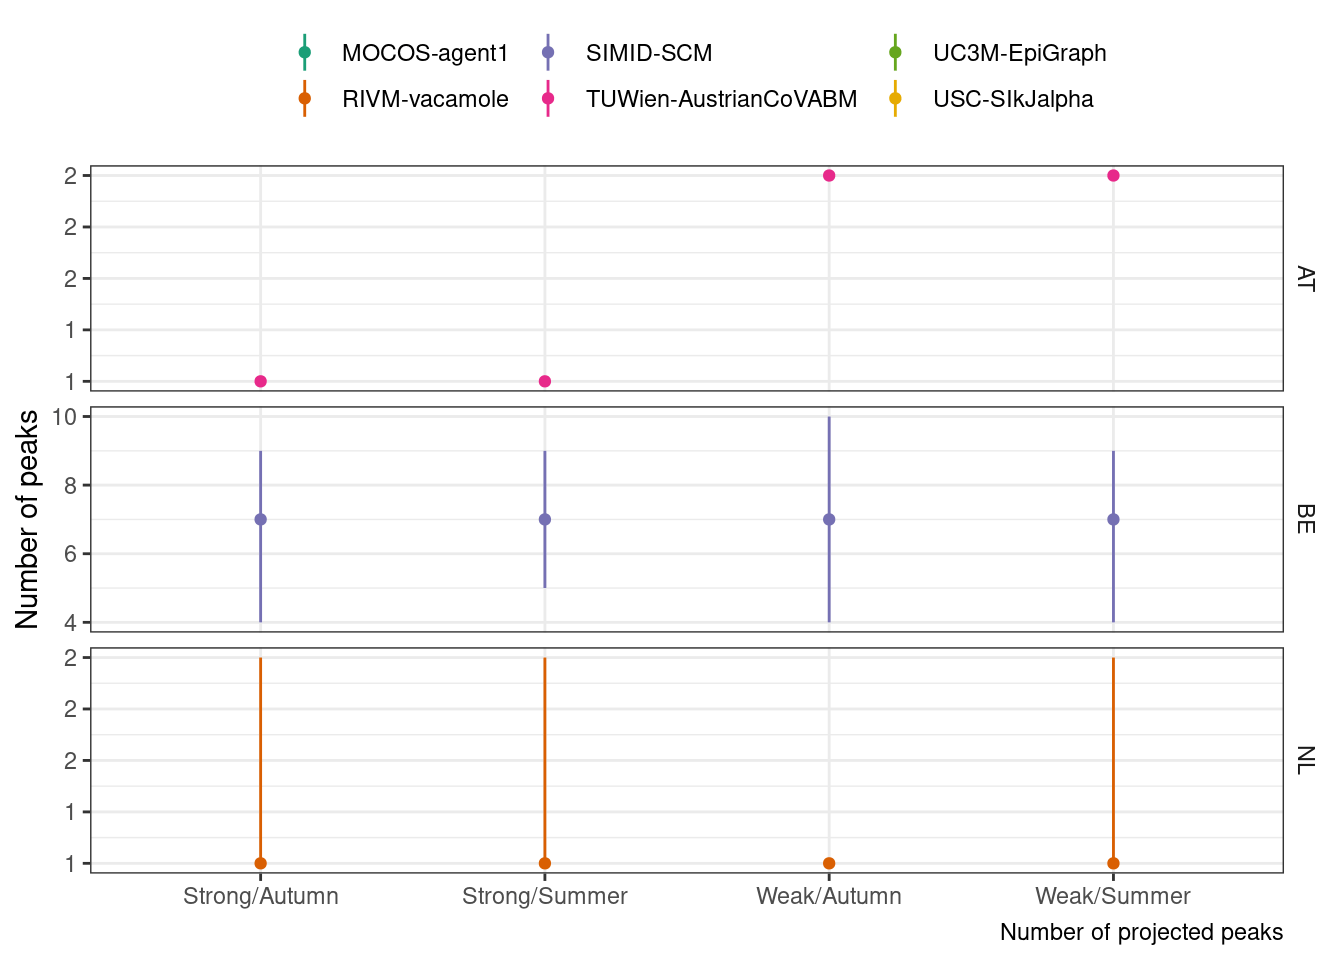 MOCOS-agent1 SIMID-SCM UC3M-EpiGraph
RIVM-vacamole TUWien-AustrianCoVABM USC-SIkJalpha
Number of peaks
2
2
2
1
1
AT
10
8
6
4
BE
2
2
2
1
1
NL
Strong/Autumn Strong/Summer Weak/Autumn Weak/Summer
Number of projected peaks